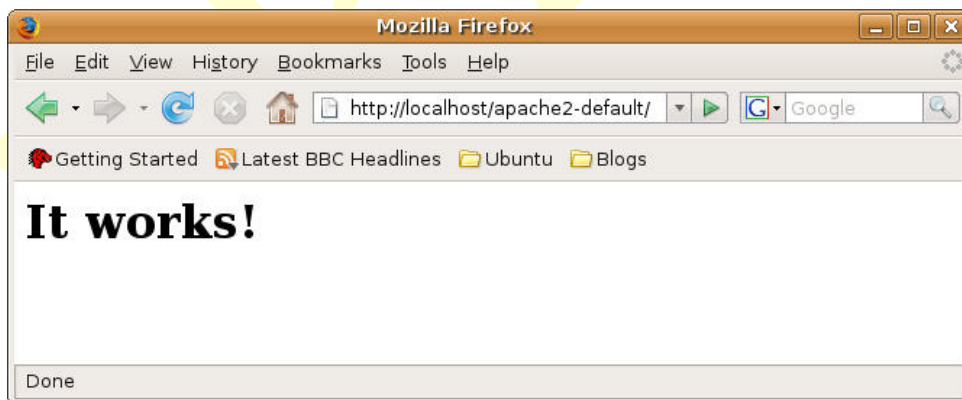 Mozilla Firefox
File Edit View History Bookmarks Tools Help
http://localhost/apache2-default/ G Google
Getting Started Latest BBC Headlines Ubuntu Blogs
It works!
Done